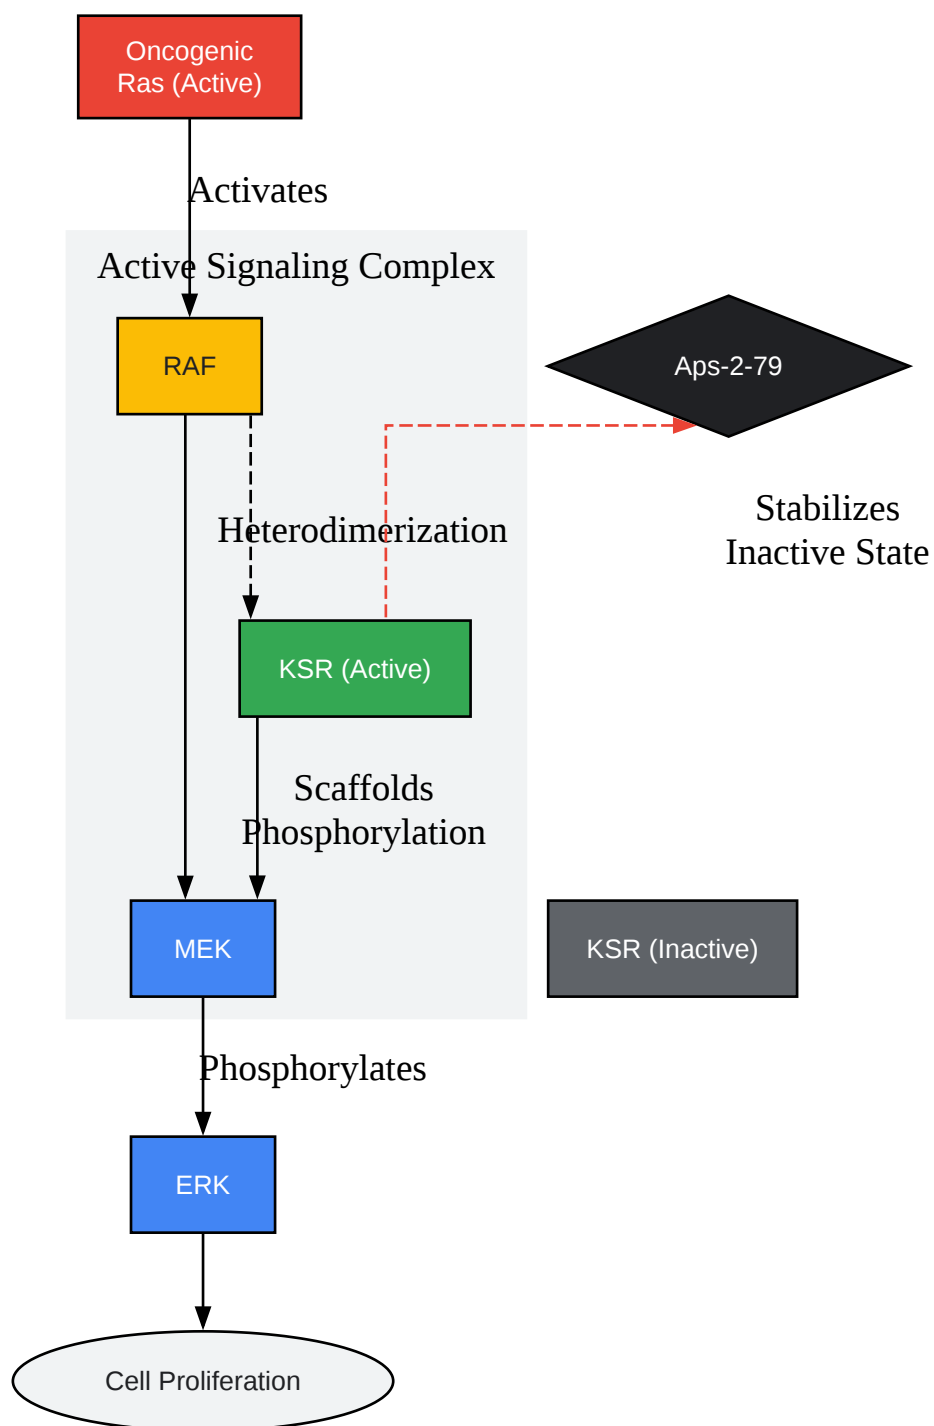 Oncogenic
Ras (Active)
Activates
Active Signaling Complex
RAF
Aps-2-79
Heterodimerization
Stabilizes
Inactive State
KSR (Active)
Scaffolds
Phosphorylation
MEK
KSR (Inactive)
Phosphorylates
ERK
Cell Proliferation